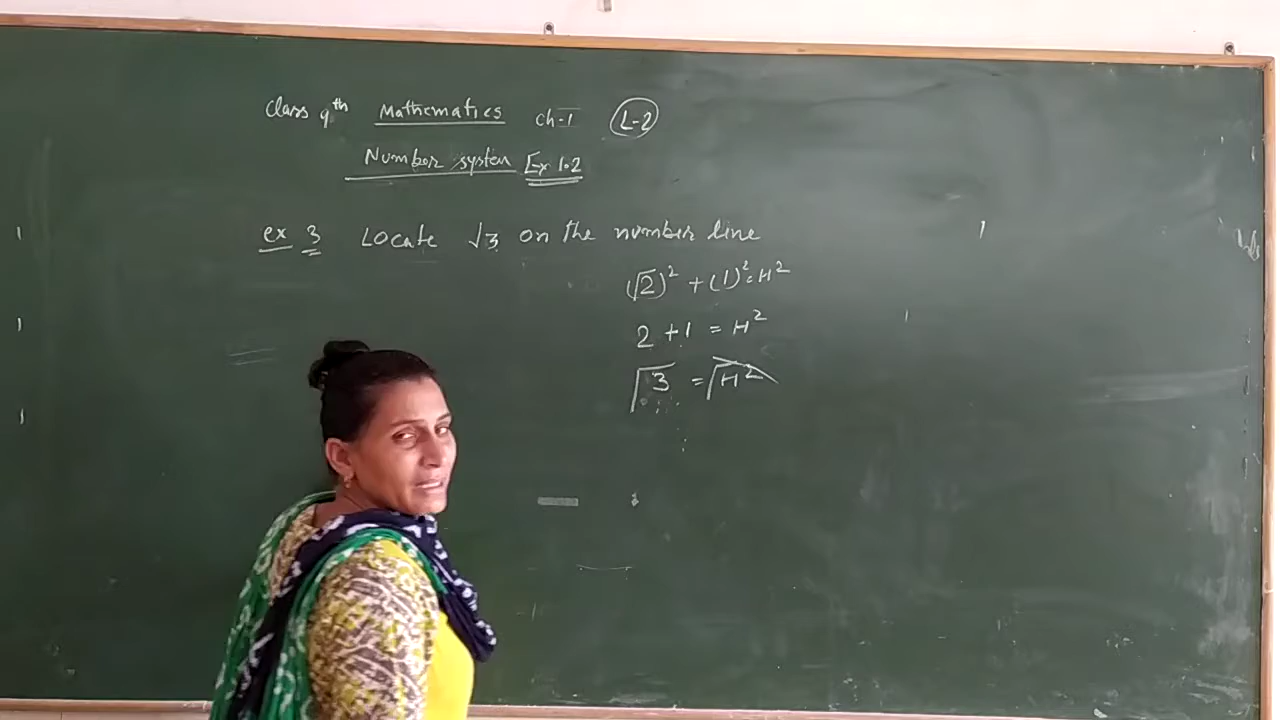 Class 9th Mathematics ch-1 L-2
Number system Ex 1.2
ex 3 Locate √3 on the number line
(√2)² + (1)² = H²
2 + 1 = H²
√3 = √H²